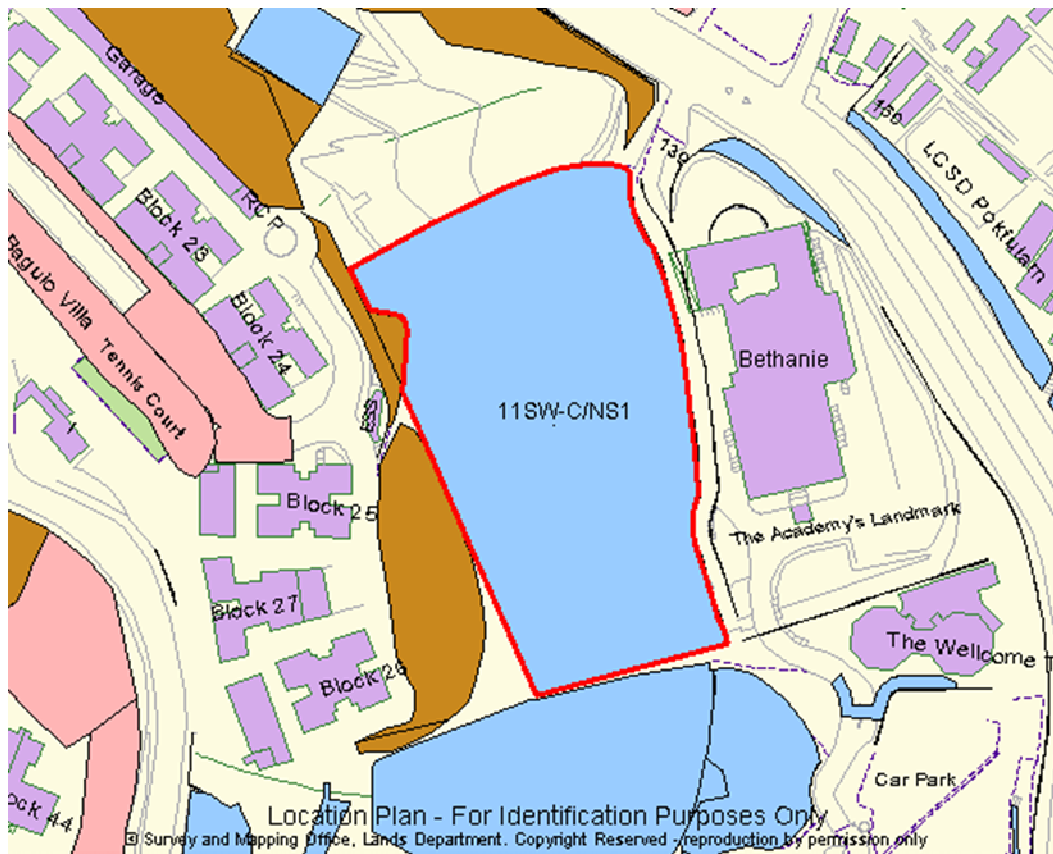 Garage
160
139
LCSD Pokfulam
RCP
Block 23
Baguio Villa Tennis Court
Block 24
Bethanie
11SW-C/NS1
ESS
1
Block 25
The Academy's Landmark
Block 27
The Wellcome T
Block 26
Car Park
ock 44
Location Plan - For Identification Purposes Only
Survey and Mapping Office, Lands Department. Copyright Reserved - reproduction by permission only